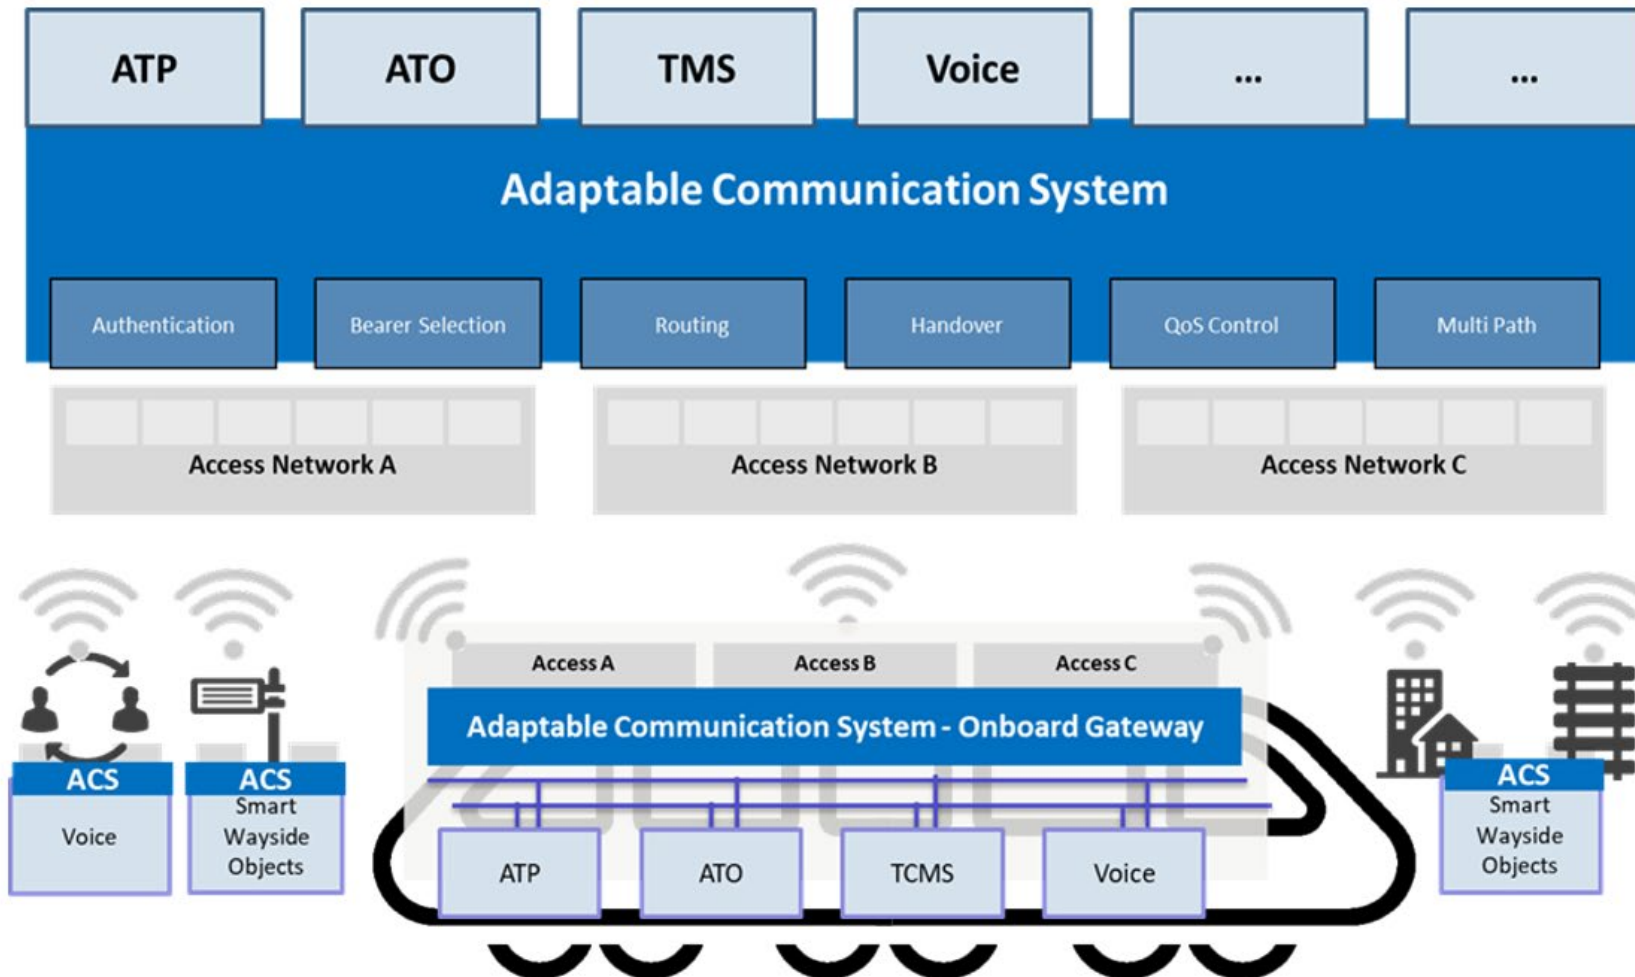 ATP
ATO
TMS
Voice
...
...
Adaptable Communication System
Authentication
Bearer Selection
Routing
Handover
QoS Control
Multi Path
Access Network A
Access Network B
Access Network C
Access A
Access B
Access C
Adaptable Communication System - Onboard Gateway
ACS
Voice
ACS
Smart
Wayside
Objects
ATP
ATO
TCMS
Voice
ACS
Smart
Wayside
Objects